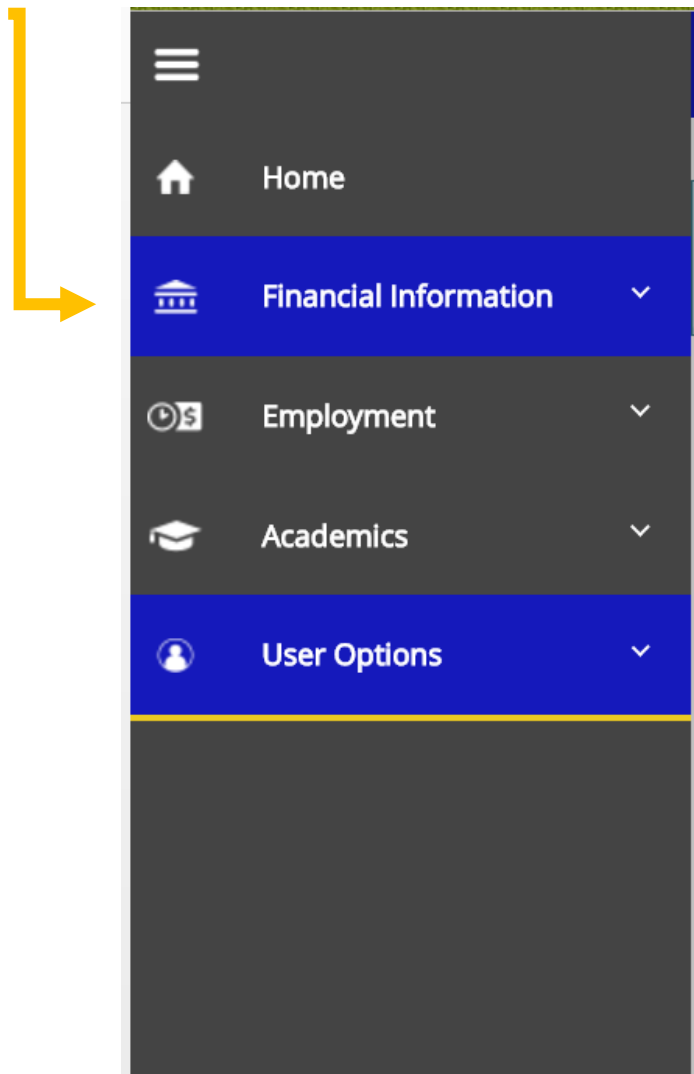 Home
Financial Information
Employment
Academics
User Options